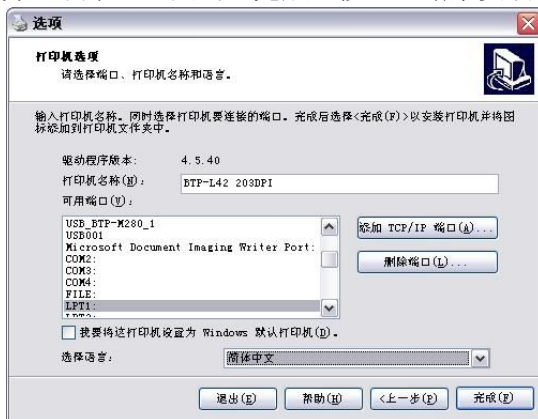 选项
打印机选项
请选择端口、打印机名称和语言。
输入打印机名称。同时选择打印机要连接的端口。完成后选择<完成(F)>以安装打印机并将图
标添加到打印机文件夹中。
驱动程序版本: 4.5.40
打印机名称(N): BTP-L42 203DPI
可用端口(V):
USB_BTP-M280_1
USB001
Microsoft Document Imaging Writer Port:
COM2:
COM3:
COM4:
FILE:
LPT1:
添加 TCP/IP 端口(A)...
删除端口(L)...
我要将这打印机设置为 Windows 默认打印机(D)。
选择语言: 简体中文
退出(E) 帮助(H) <上一步(P) 完成(F)